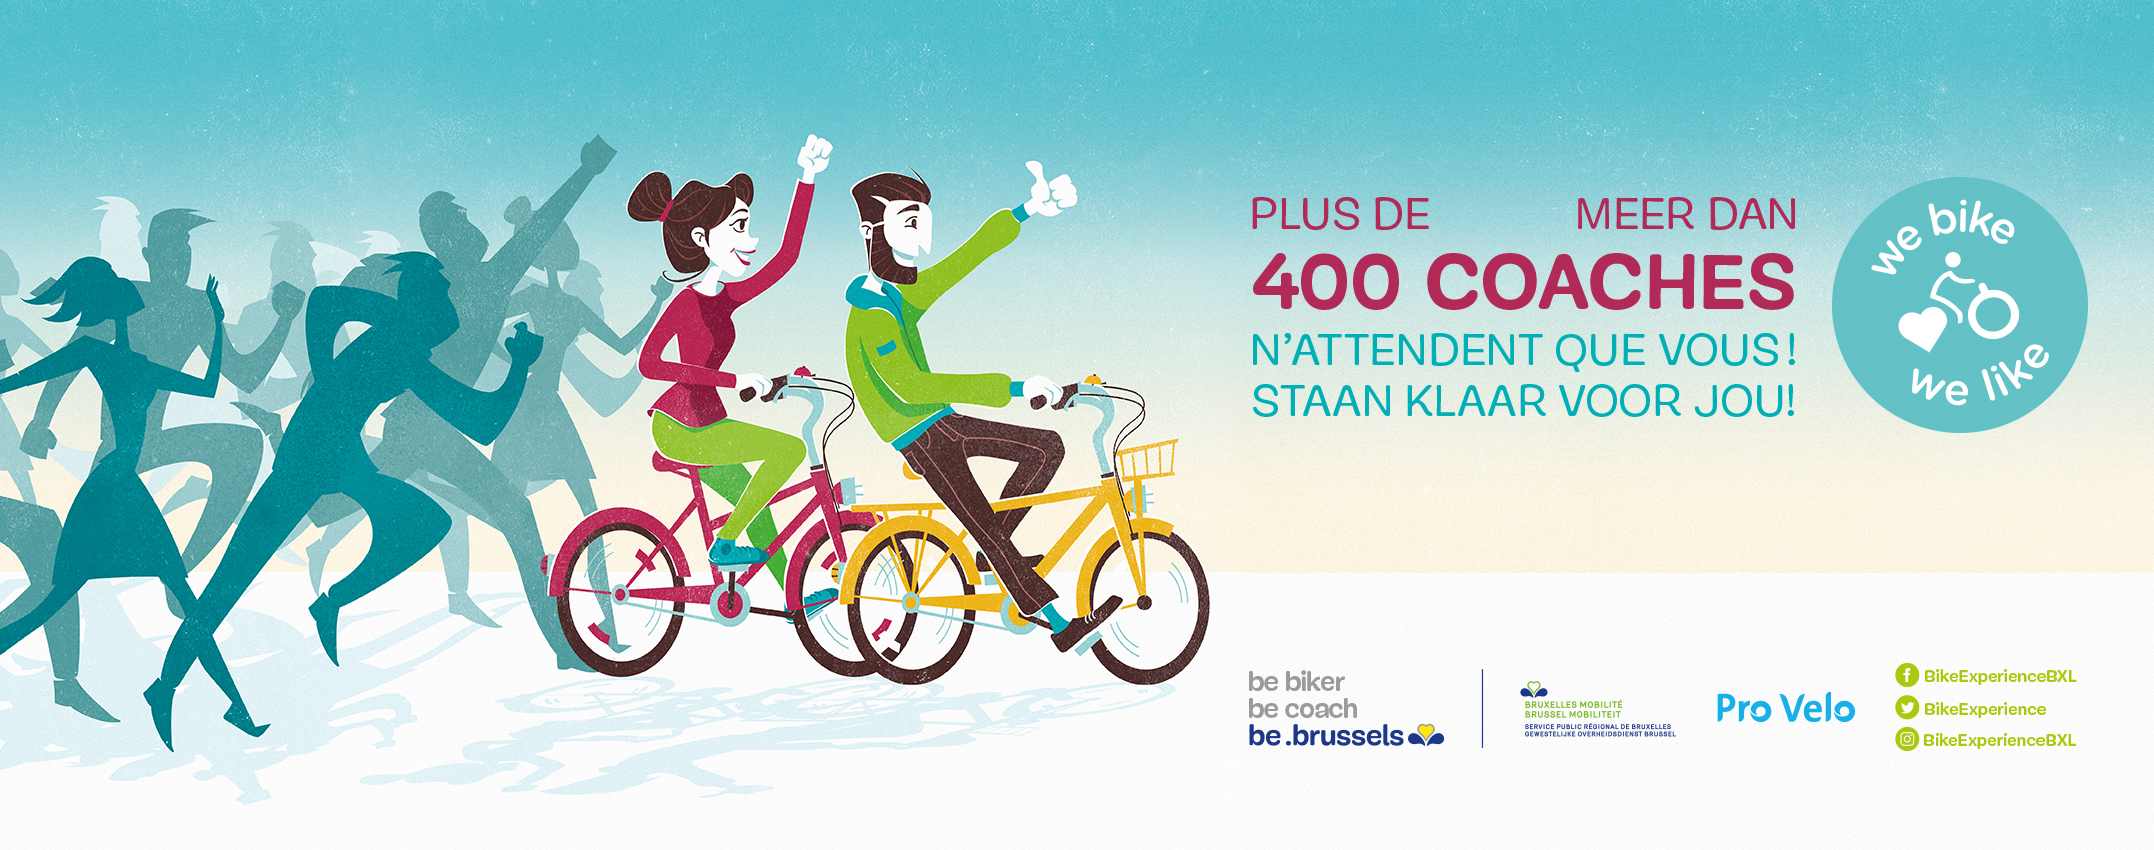 PLUS DE MEER DAN
400 COACHES
N'ATTENDENT QUE VOUS !
STAAN KLAAR VOOR JOU!
we bike
we like
be biker
be coach
be .brussels
BRUXELLES MOBILITÉ
BRUSSEL MOBILITEIT
SERVICE PUBLIC RÉGIONAL DE BRUXELLES
GEWESTELIJKE OVERHEIDSDIENST BRUSSEL
Pro Velo
BikeExperienceBXL
BikeExperience
BikeExperienceBXL